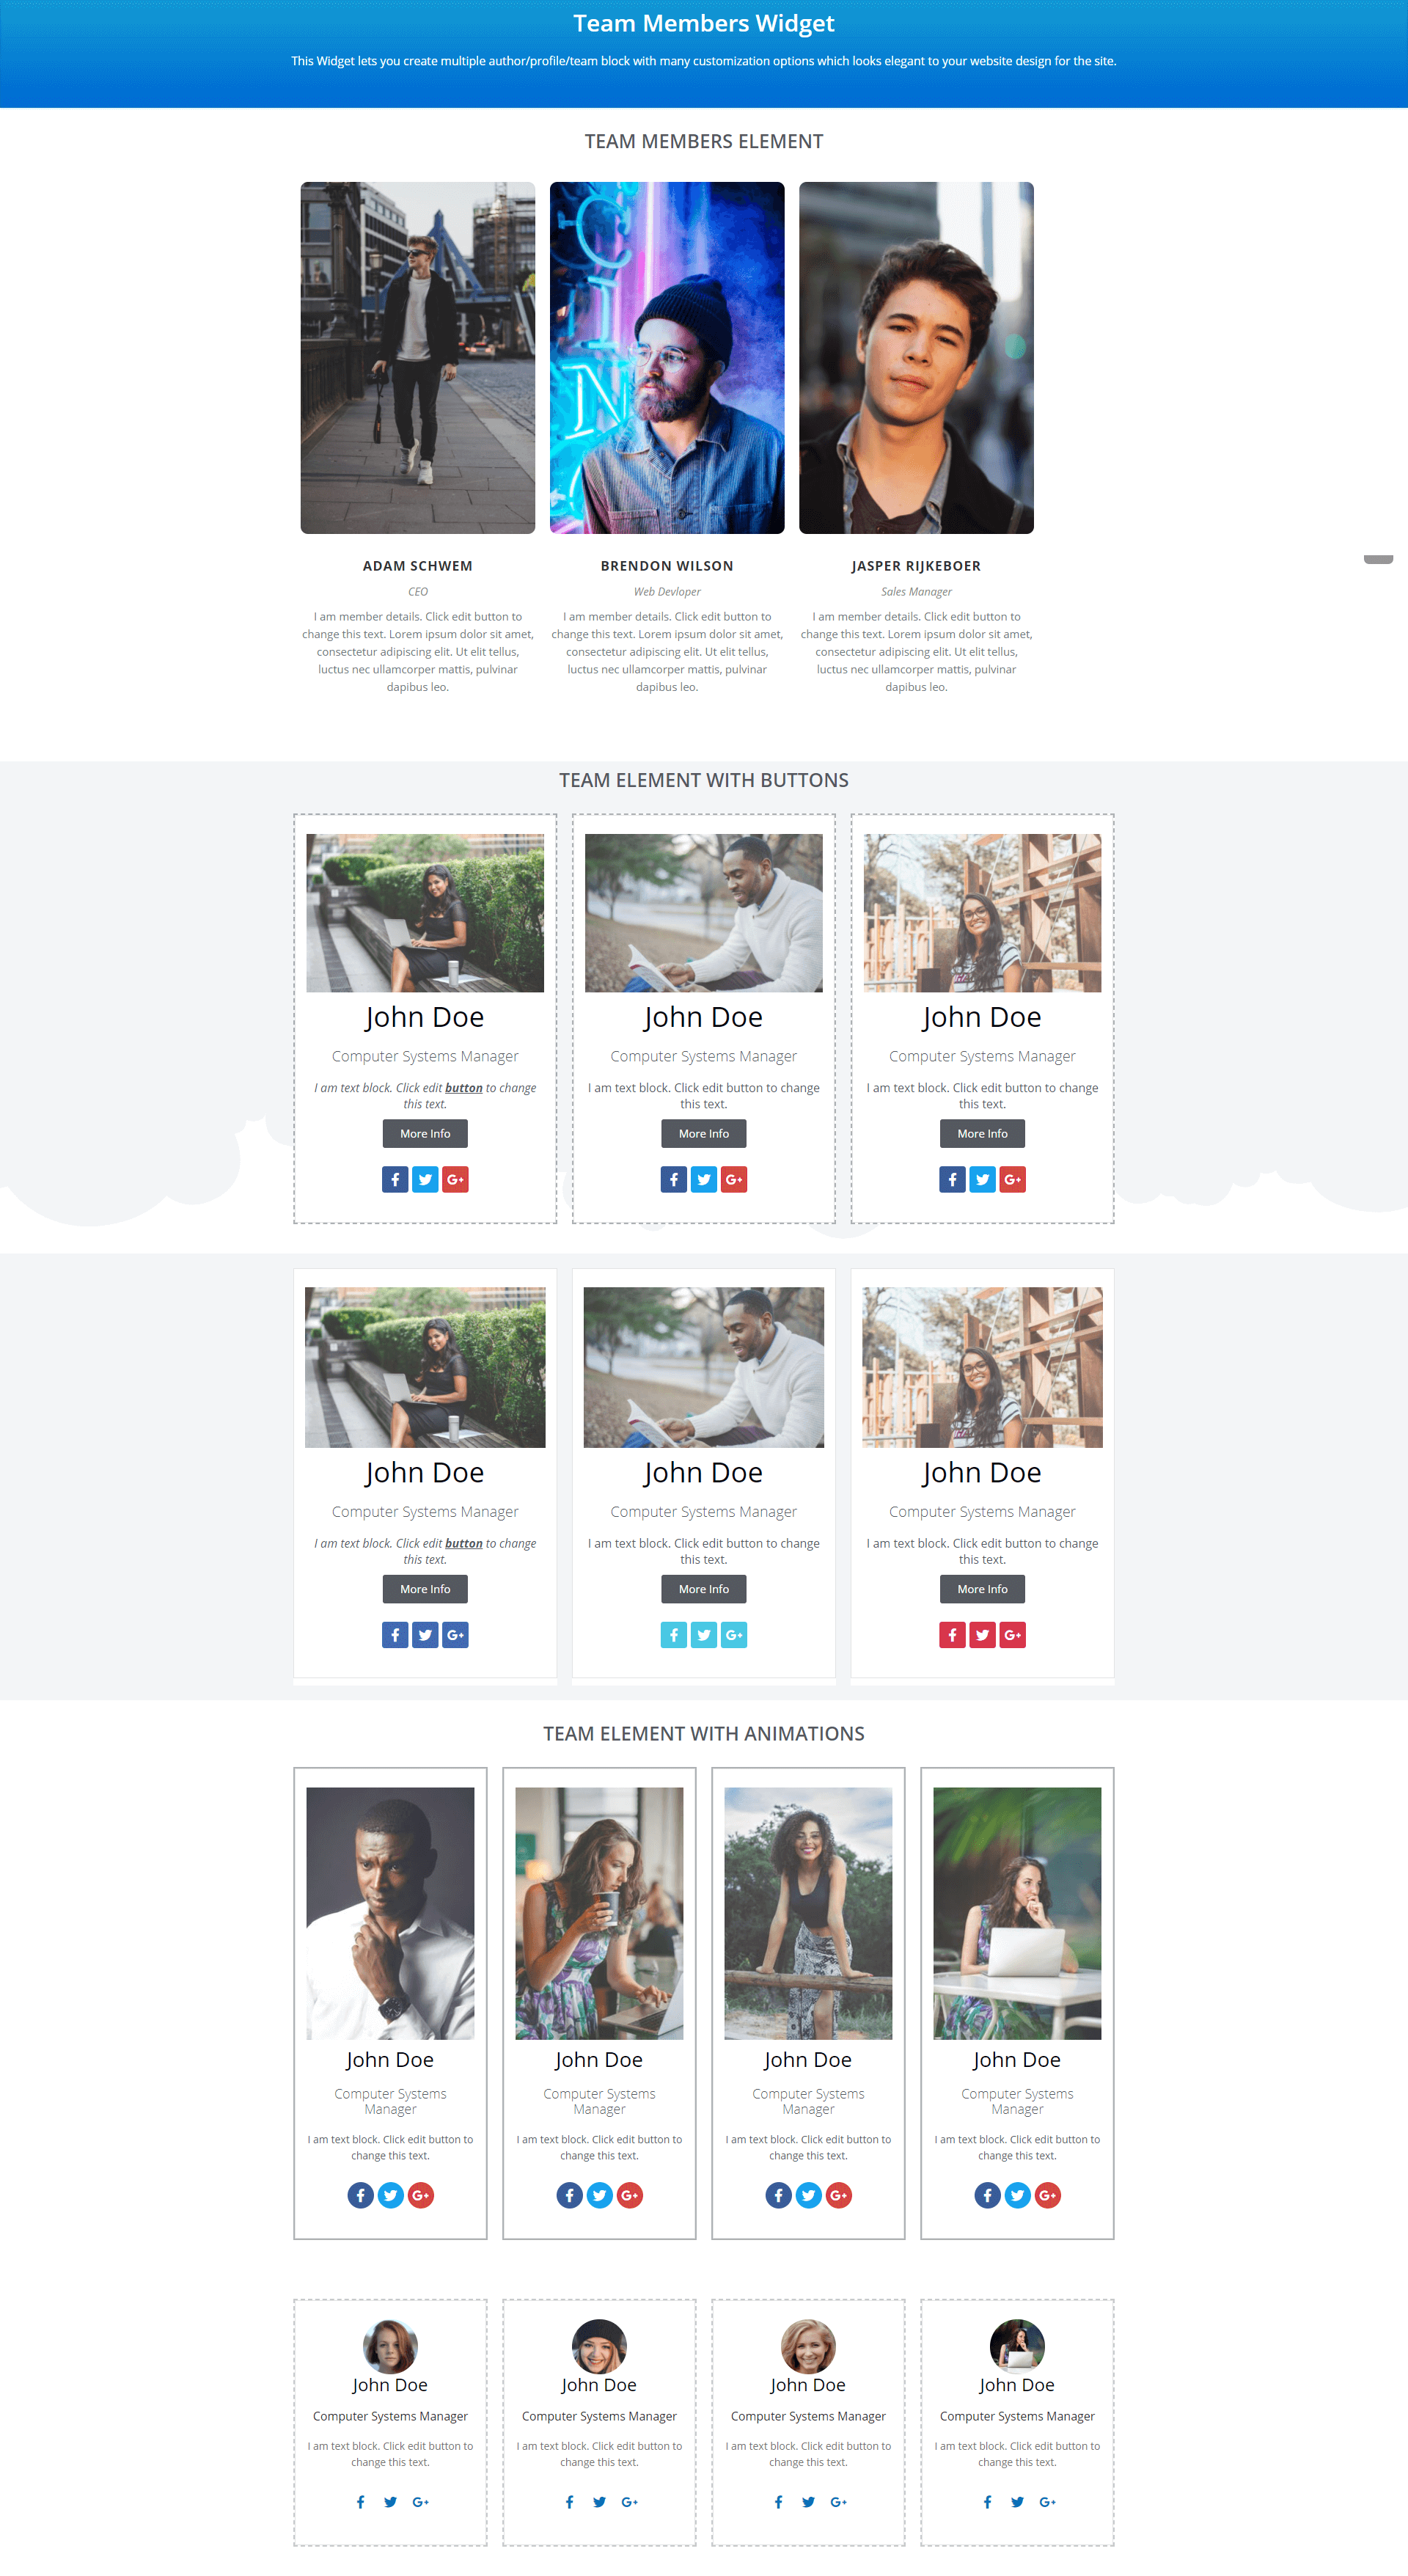 Team Members Widget
This Widget lets you create multiple author/profile/team block with many customization options which looks elegant to your website design for the site.
TEAM MEMBERS ELEMENT
ADAM SCHWEM
CEO
I am member details. Click edit button to
change this text. Lorem ipsum dolor sit amet,
consectetur adipiscing elit. Ut elit tellus,
luctus nec ullamcorper mattis, pulvinar
dapibus leo.
BRENDON WILSON
Web Devloper
I am member details. Click edit button to
change this text. Lorem ipsum dolor sit amet,
consectetur adipiscing elit. Ut elit tellus,
luctus nec ullamcorper mattis, pulvinar
dapibus leo.
JASPER RIJKEBOER
Sales Manager
I am member details. Click edit button to
change this text. Lorem ipsum dolor sit amet,
consectetur adipiscing elit. Ut elit tellus,
luctus nec ullamcorper mattis, pulvinar
dapibus leo.
TEAM ELEMENT WITH BUTTONS
John Doe
Computer Systems Manager
I am text block. Click edit button to change
this text.
More Info
John Doe
Computer Systems Manager
I am text block. Click edit button to change
this text.
More Info
John Doe
Computer Systems Manager
I am text block. Click edit button to change
this text.
More Info
John Doe
Computer Systems Manager
I am text block. Click edit button to change
this text.
More Info
John Doe
Computer Systems Manager
I am text block. Click edit button to change
this text.
More Info
John Doe
Computer Systems Manager
I am text block. Click edit button to change
this text.
More Info
TEAM ELEMENT WITH ANIMATIONS
John Doe
Computer Systems
Manager
I am text block. Click edit button to
change this text.
John Doe
Computer Systems
Manager
I am text block. Click edit button to
change this text.
John Doe
Computer Systems
Manager
I am text block. Click edit button to
change this text.
John Doe
Computer Systems
Manager
I am text block. Click edit button to
change this text.
John Doe
Computer Systems Manager
I am text block. Click edit button to
change this text.
John Doe
Computer Systems Manager
I am text block. Click edit button to
change this text.
John Doe
Computer Systems Manager
I am text block. Click edit button to
change this text.
John Doe
Computer Systems Manager
I am text block. Click edit button to
change this text.